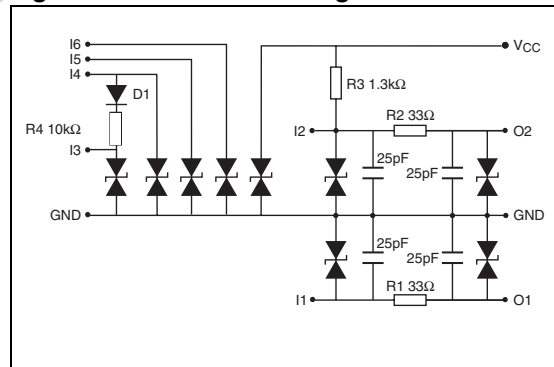 I6
I5
I4
VCC
D1
R3 1.3kΩ
R4 10kΩ
R2 33Ω
I2
O2
I3
25pF
25pF
GND
GND
25pF
25pF
R1 33Ω
I1
O1